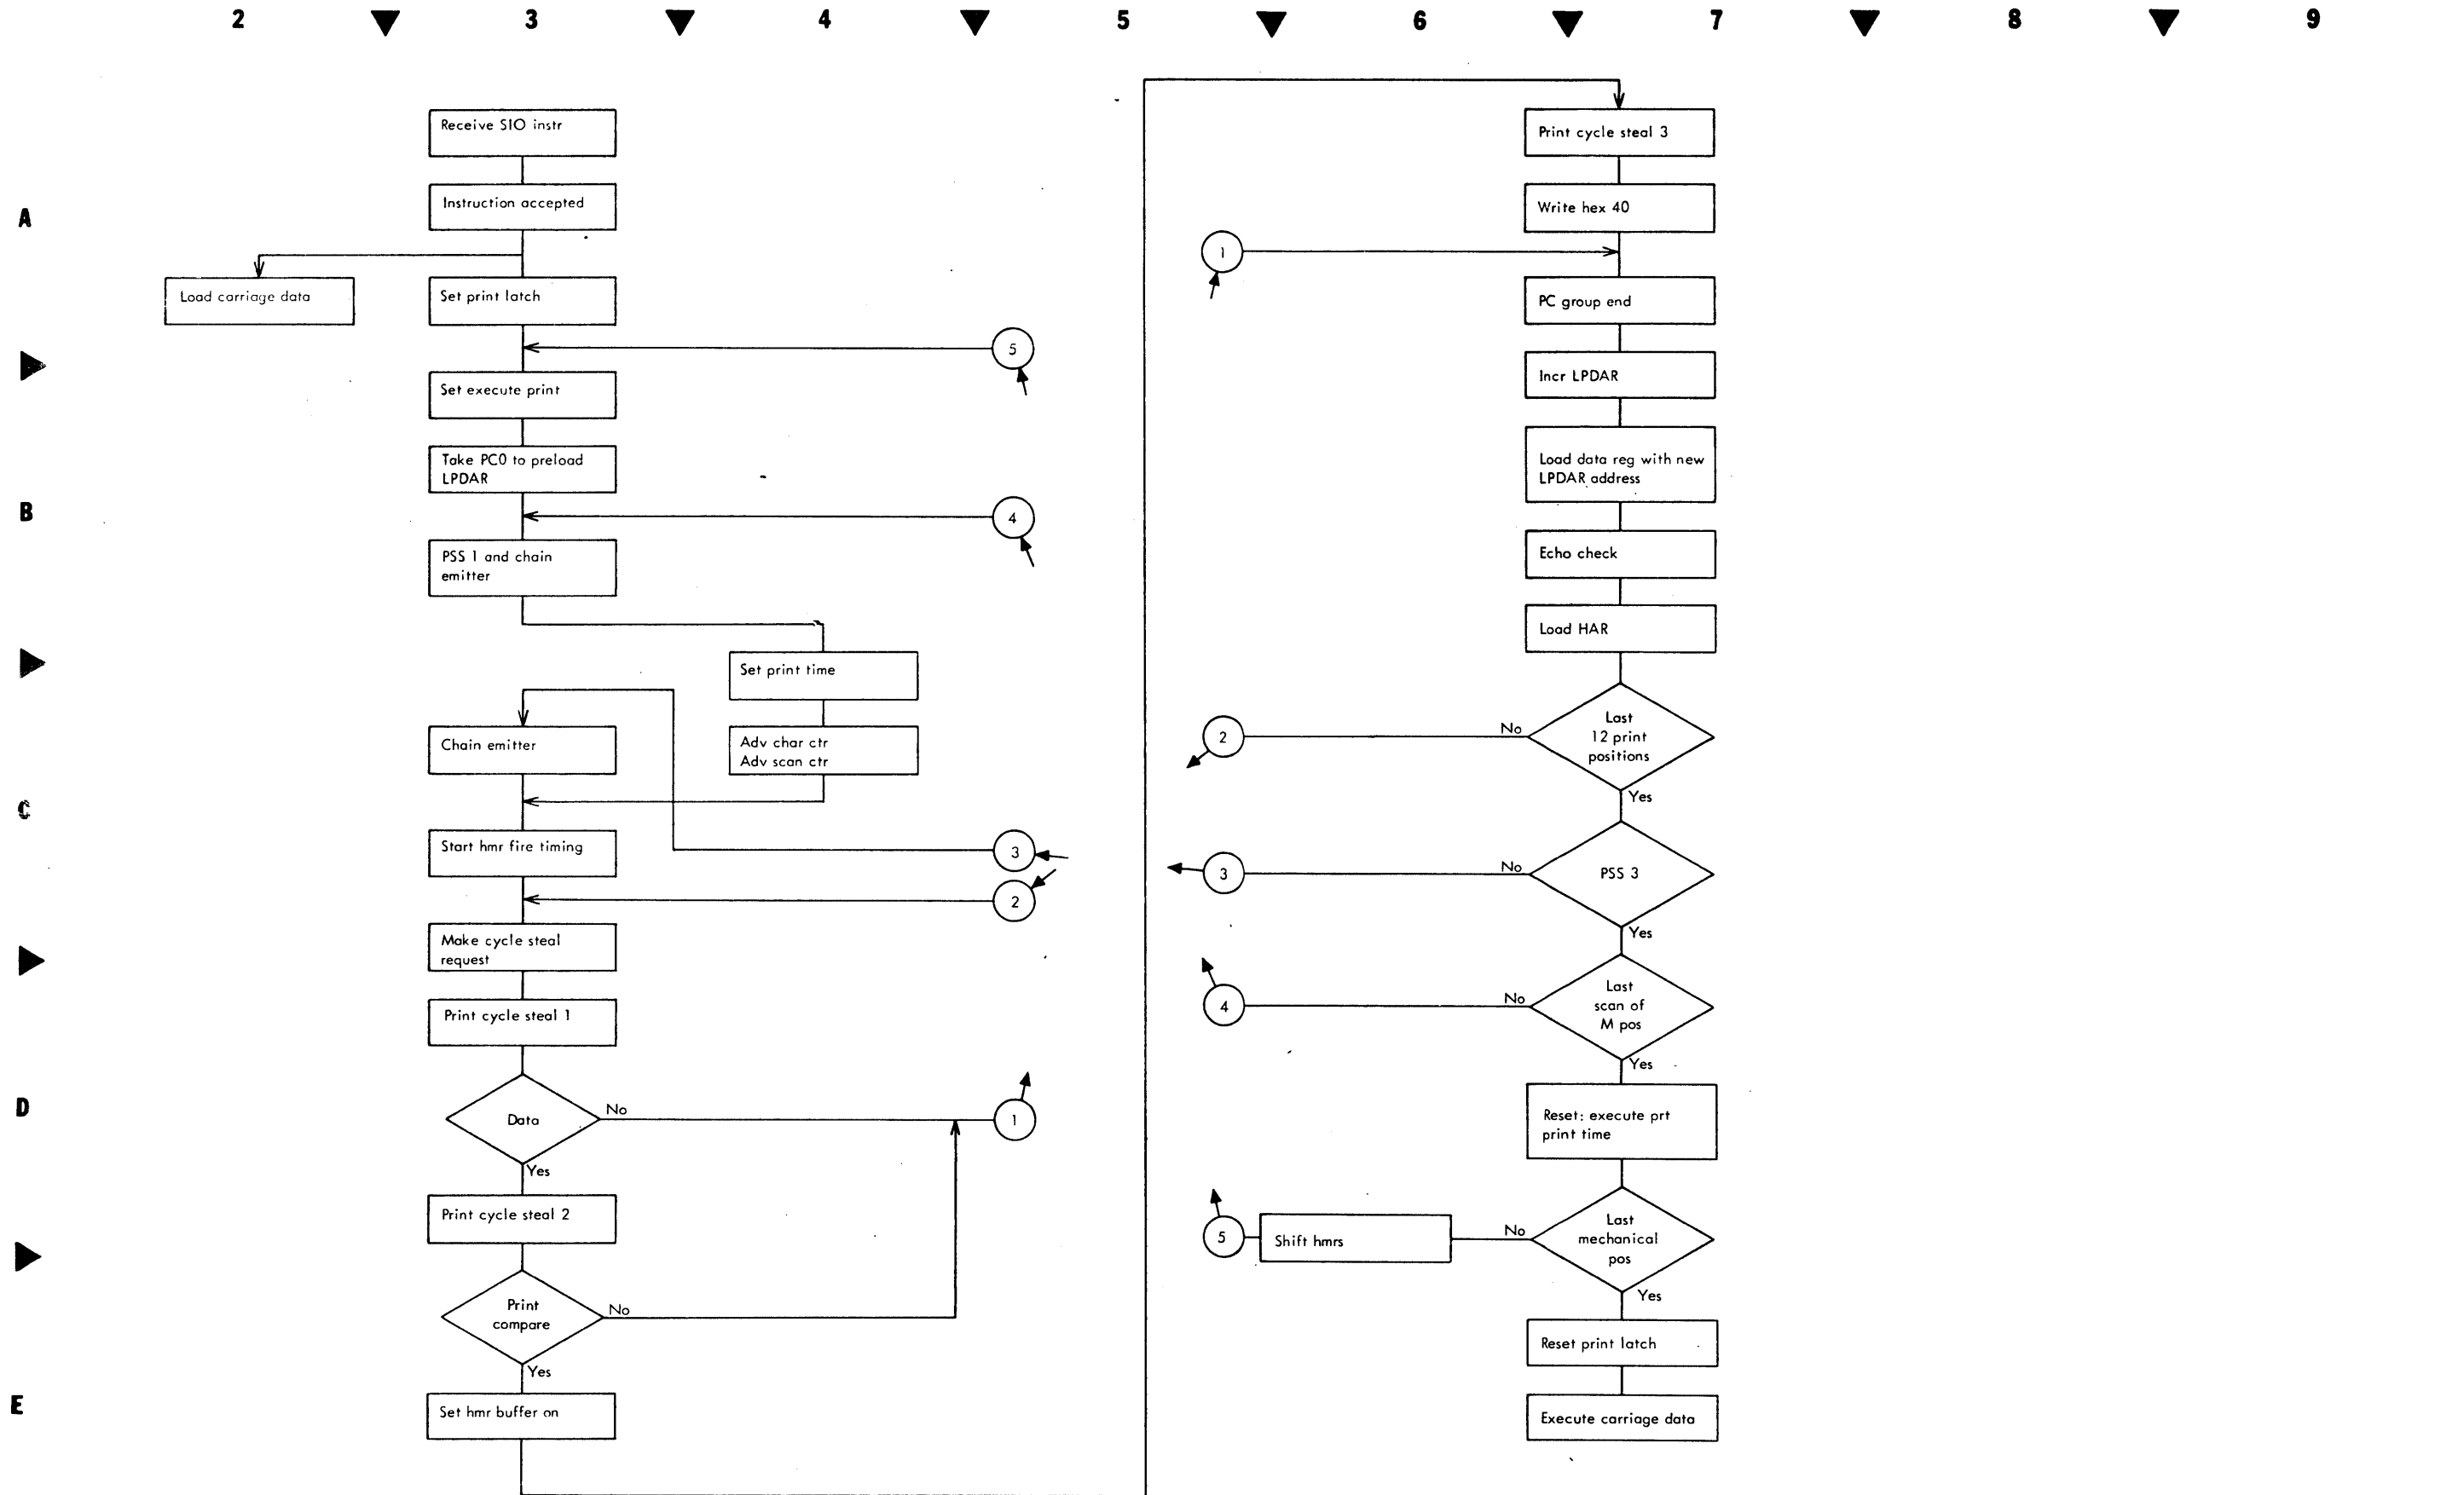 2 3 4 5 6 7 8 9
A
B
C
D
E
Receive SIO instr
Instruction accepted
Load carriage data
Set print latch
5
Set execute print
Take PC0 to preload
LPDAR
4
PSS 1 and chain
emitter
Set print time
Chain emitter
Adv char ctr
Adv scan ctr
Start hmr fire timing
3
2
Make cycle steal
request
Print cycle steal 1
Data
No
1
Yes
Print cycle steal 2
Print
compare
No
Yes
Set hmr buffer on
Print cycle steal 3
Write hex 40
1
PC group end
Incr LPDAR
Load data reg with new
LPDAR address
Echo check
Load HAR
Last
12 print
positions
No
2
Yes
PSS 3
No
3
Yes
Last
scan of
M pos
No
4
Yes
Reset: execute prt
print time
Last
mechanical
pos
No
Shift hmrs
5
Yes
Reset print latch
Execute carriage data